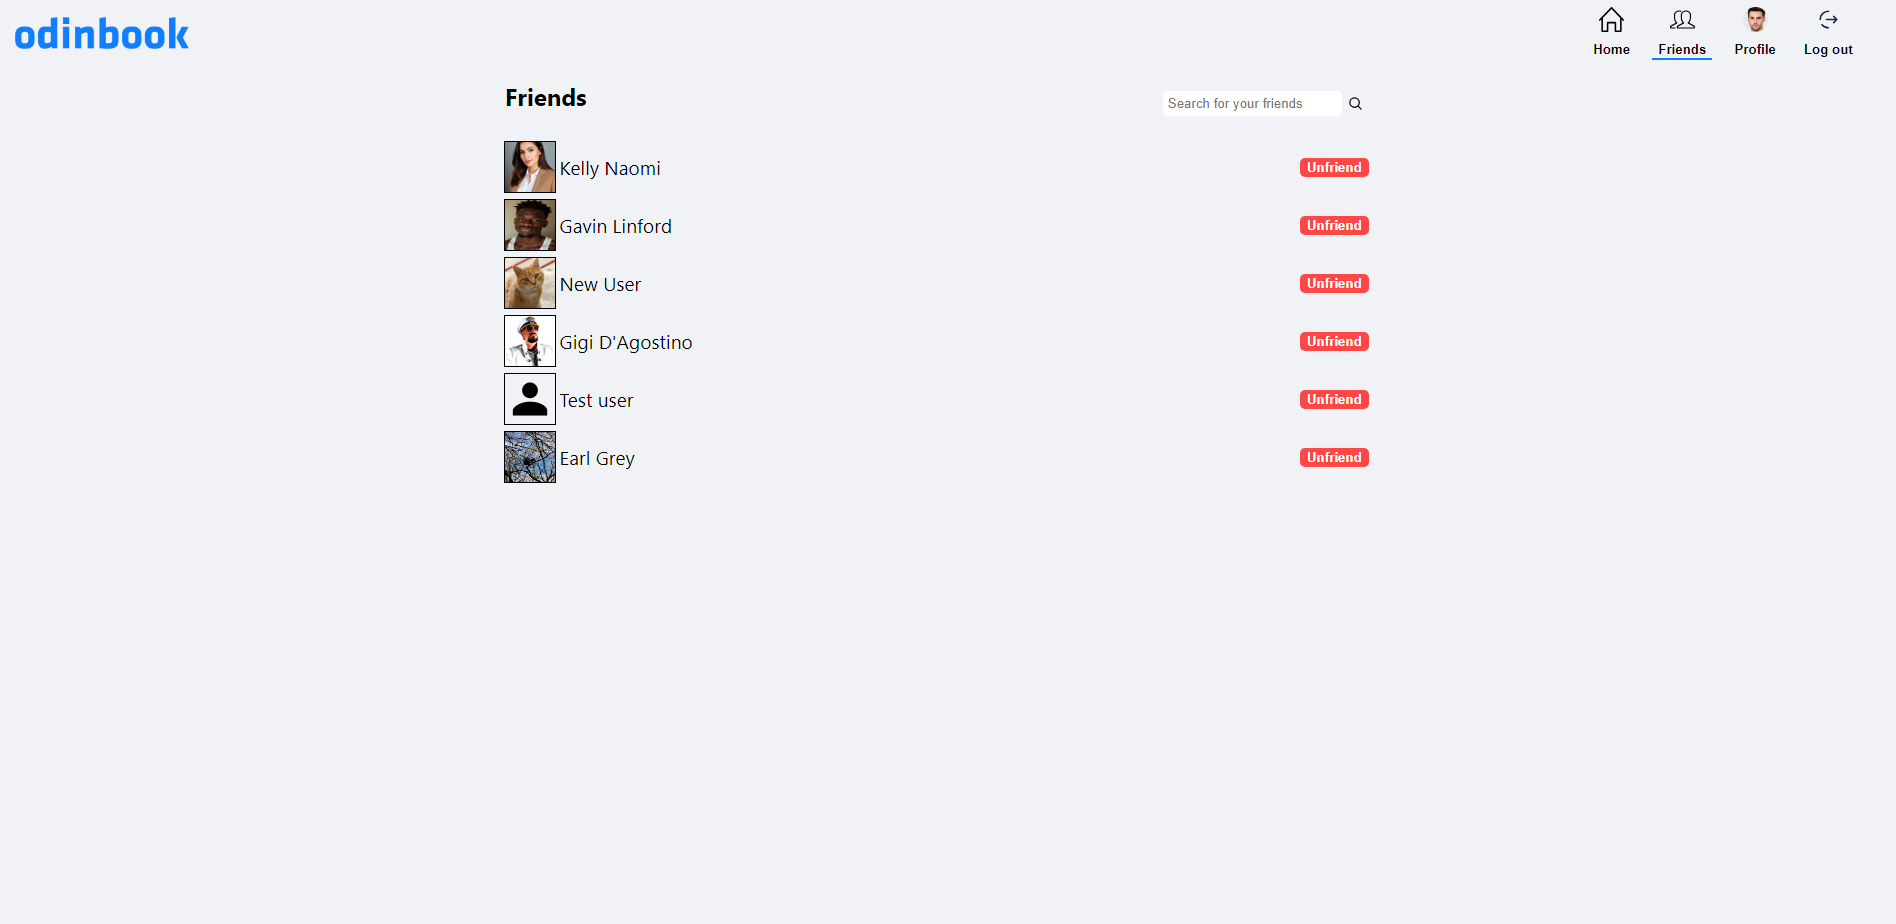 odinbook
Home
Friends
Profile
Log out
Friends
Search for your friends
Kelly Naomi
Unfriend
Gavin Linford
Unfriend
New User
Unfriend
Gigi D'Agostino
Unfriend
Test user
Unfriend
Earl Grey
Unfriend